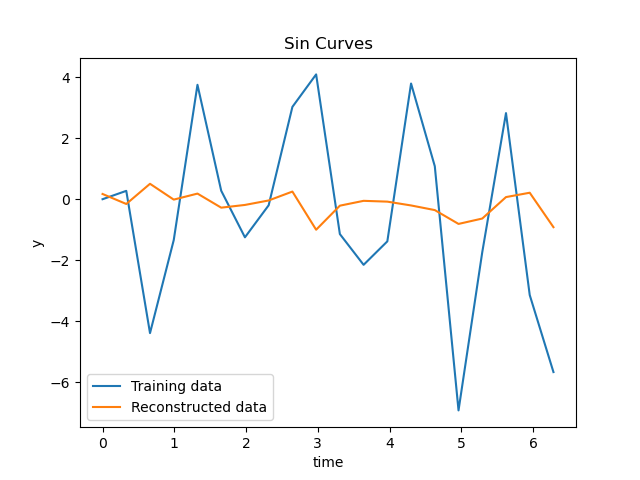 Sin Curves
4
2
0
−2
−4
−6
y
Training data
Reconstructed data
0 1 2 3 4 5 6
time